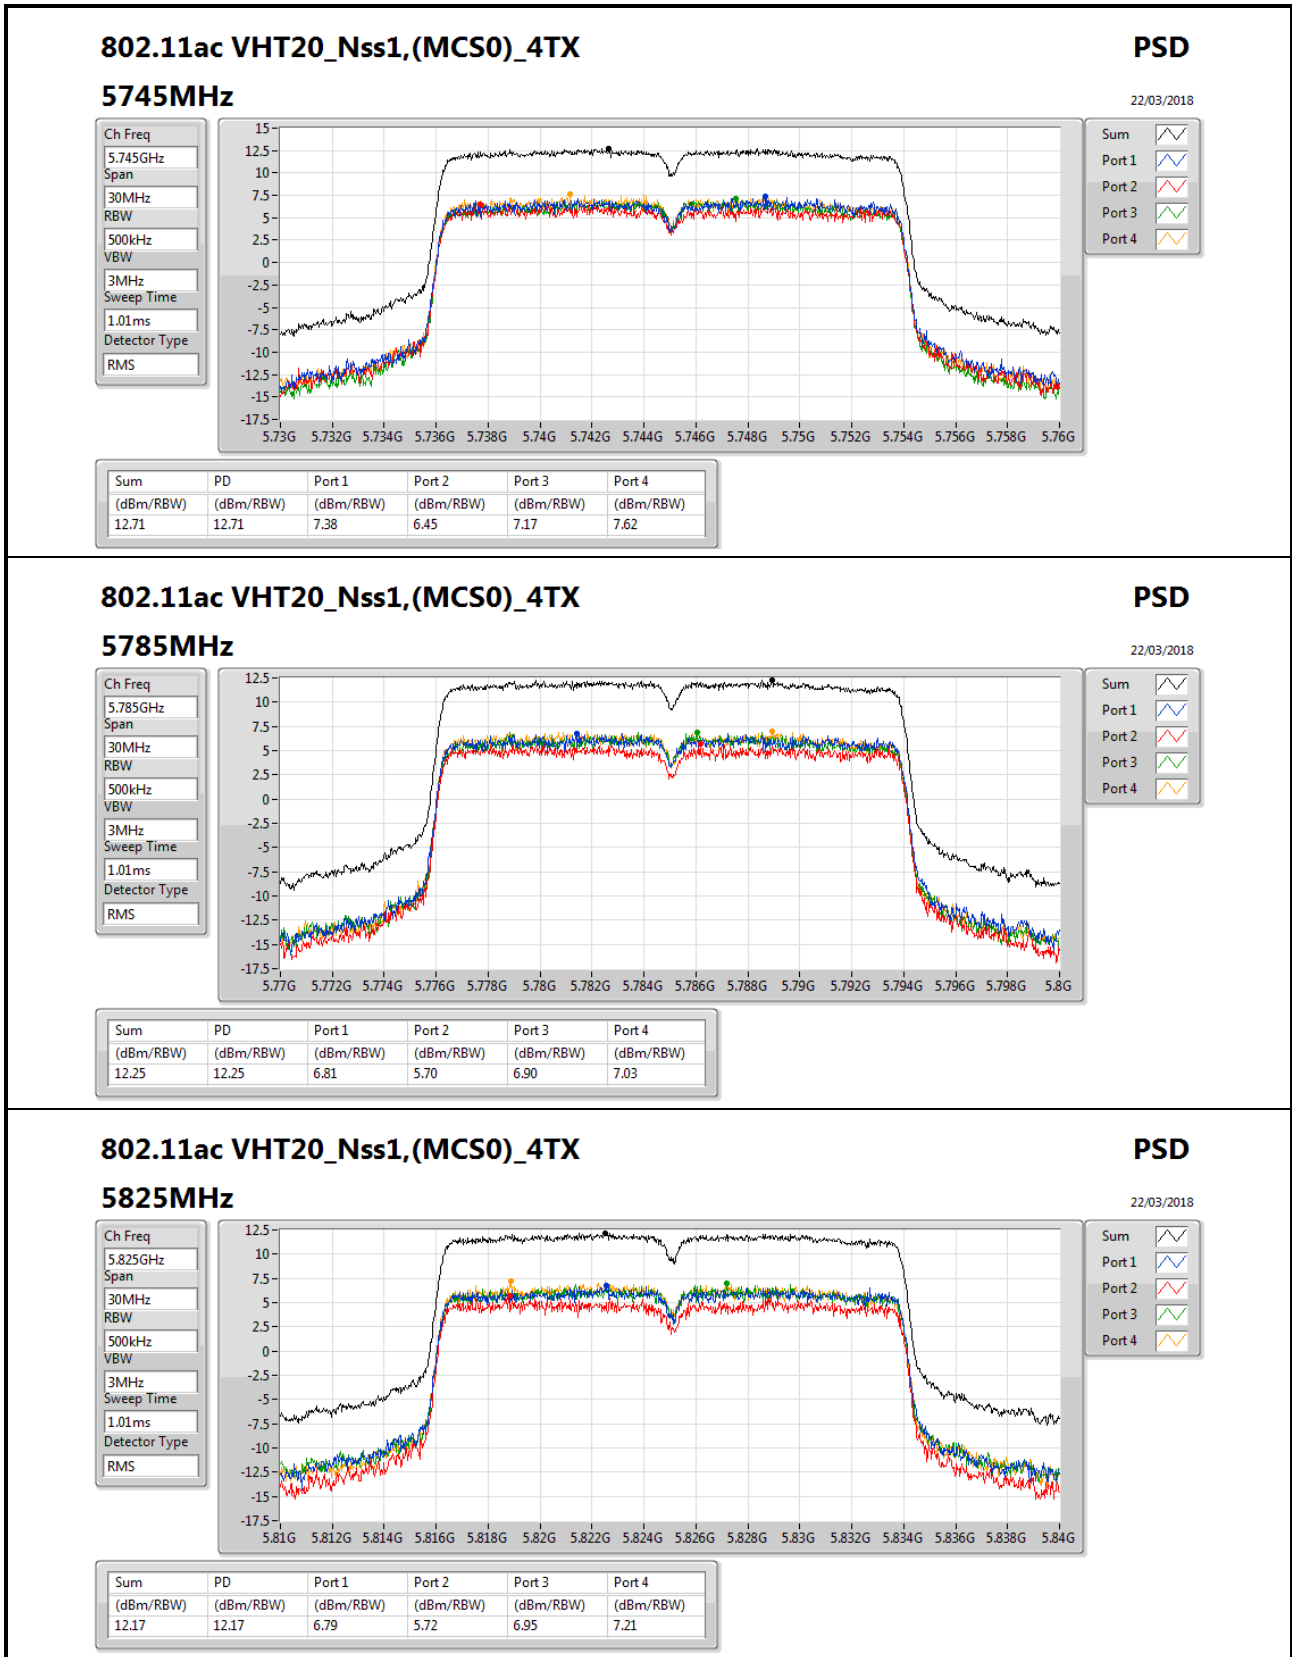 802.11ac VHT20_Nss1,(MCS0)_4TX PSD
5745MHz 22/03/2018
Ch Freq
5.745GHz
Span
30MHz
RBW
500kHz
VBW
3MHz
Sweep Time
1.01ms
Detector Type
RMS
15
12.5
10
7.5
5
2.5
0
-2.5
-5
-7.5
-10
-12.5
-15
-17.5
5.73G 5.732G 5.734G 5.736G 5.738G 5.74G 5.742G 5.744G 5.746G 5.748G 5.75G 5.752G 5.754G 5.756G 5.758G 5.76G
Sum
Port 1
Port 2
Port 3
Port 4
Sum PD Port 1 Port 2 Port 3 Port 4
(dBm/RBW) (dBm/RBW) (dBm/RBW) (dBm/RBW) (dBm/RBW) (dBm/RBW)
12.71 12.71 7.38 6.45 7.17 7.62
802.11ac VHT20_Nss1,(MCS0)_4TX PSD
5785MHz 22/03/2018
Ch Freq
5.785GHz
Span
30MHz
RBW
500kHz
VBW
3MHz
Sweep Time
1.01ms
Detector Type
RMS
12.5
10
7.5
5
2.5
0
-2.5
-5
-7.5
-10
-12.5
-15
-17.5
5.77G 5.772G 5.774G 5.776G 5.778G 5.78G 5.782G 5.784G 5.786G 5.788G 5.79G 5.792G 5.794G 5.796G 5.798G 5.8G
Sum
Port 1
Port 2
Port 3
Port 4
Sum PD Port 1 Port 2 Port 3 Port 4
(dBm/RBW) (dBm/RBW) (dBm/RBW) (dBm/RBW) (dBm/RBW) (dBm/RBW)
12.25 12.25 6.81 5.70 6.90 7.03
802.11ac VHT20_Nss1,(MCS0)_4TX PSD
5825MHz 22/03/2018
Ch Freq
5.825GHz
Span
30MHz
RBW
500kHz
VBW
3MHz
Sweep Time
1.01ms
Detector Type
RMS
12.5
10
7.5
5
2.5
0
-2.5
-5
-7.5
-10
-12.5
-15
-17.5
5.81G 5.812G 5.814G 5.816G 5.818G 5.82G 5.822G 5.824G 5.826G 5.828G 5.83G 5.832G 5.834G 5.836G 5.838G 5.84G
Sum
Port 1
Port 2
Port 3
Port 4
Sum PD Port 1 Port 2 Port 3 Port 4
(dBm/RBW) (dBm/RBW) (dBm/RBW) (dBm/RBW) (dBm/RBW) (dBm/RBW)
12.17 12.17 6.79 5.72 6.95 7.21